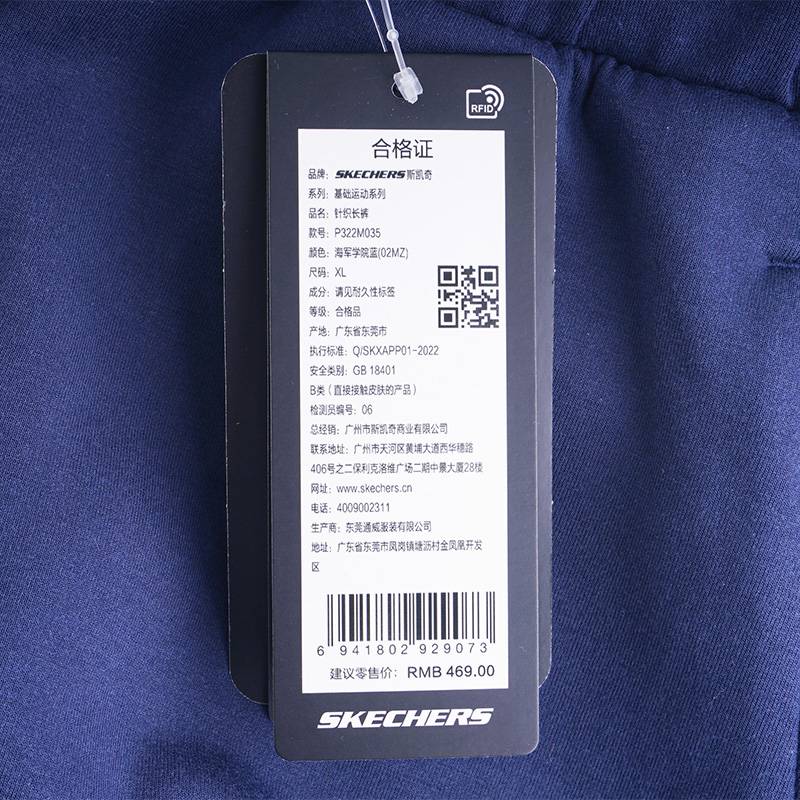 RFID
合格证
品牌: SKECHERS 斯凯奇
系列: 基础运动系列
品名: 针织长裤
款号: P322M035
颜色: 海军学院蓝(02MZ)
尺码: XL
成分: 请见耐久性标签
等级: 合格品
产地: 广东省东莞市
执行标准: Q/SKXAPP01-2022
安全类别: GB 18401
B类（直接接触皮肤的产品）
检测员编号: 06
总经销: 广州市斯凯奇商业有限公司
联系地址: 广州市天河区黄埔大道西华穗路
406号之二保利克洛维广场二期中景大厦28楼
网址: www.skechers.cn
电话: 4009002311
生产商: 东莞通威服装有限公司
地址: 广东省东莞市凤岗镇塘沥村金凤凰开发
区
6 941802 929073
建议零售价: RMB 469.00
SKECHERS